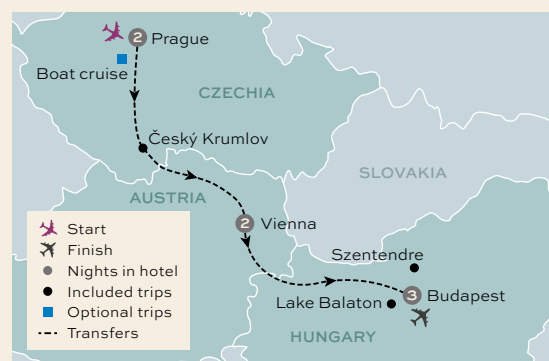 2
Prague
Boat cruise
CZECHIA
Český Krumlov
SLOVAKIA
AUSTRIA
2
Vienna
Szentendre
3
Budapest
Lake Balaton
HUNGARY
Start
Finish
Nights in hotel
Included trips
Optional trips
Transfers